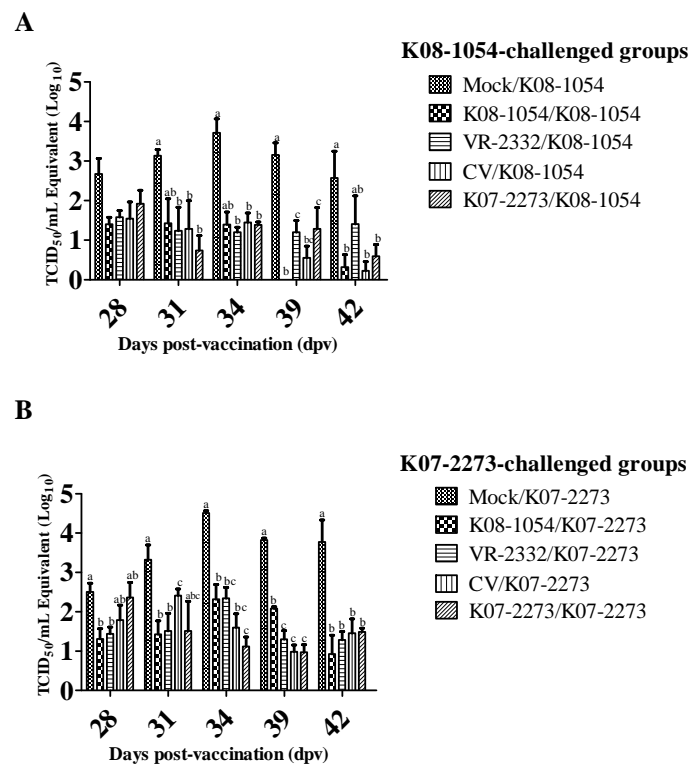 A
K08-1054-challenged groups
Mock/K08-1054
K08-1054/K08-1054
VR-2332/K08-1054
CV/K08-1054
K07-2273/K08-1054
TCID50/mL Equivalent (Log10)
5
4
3
2
1
0
a a a a
ab b b b
ab b b b
b c bc c
b ab b b
28 31 34 39 42
Days post-vaccination (dpv)
B
K07-2273-challenged groups
Mock/K07-2273
K08-1054/K07-2273
VR-2332/K07-2273
CV/K07-2273
K07-2273/K07-2273
TCID50/mL Equivalent (Log10)
5
4
3
2
1
0
a b b ab ab
a b b c abc
a b bc bc c
a b c c c
a b b b b
28 31 34 39 42
Days post-vaccination (dpv)